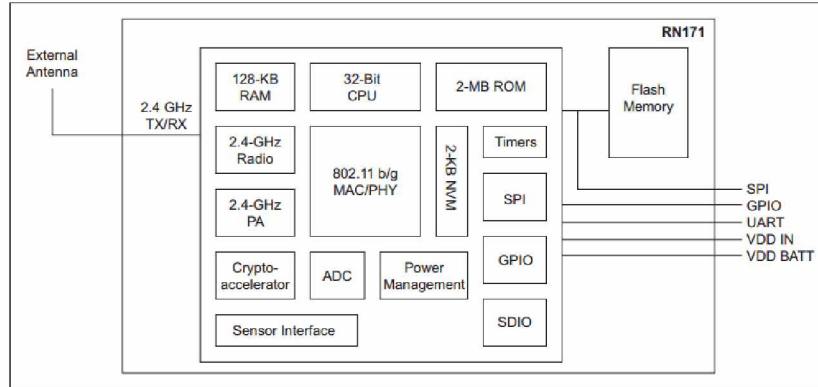 RN171
External
Antenna
2.4 GHz
TX/RX
128-KB
RAM
32-Bit
CPU
2-MB ROM
Flash
Memory
2.4-GHz
Radio
802.11 b/g
MAC/PHY
2-KB NVM
Timers
2.4-GHz
PA
SPI
Crypto-
accelerator
ADC
Power
Management
GPIO
Sensor Interface
SDIO
SPI
GPIO
UART
VDD IN
VDD BATT